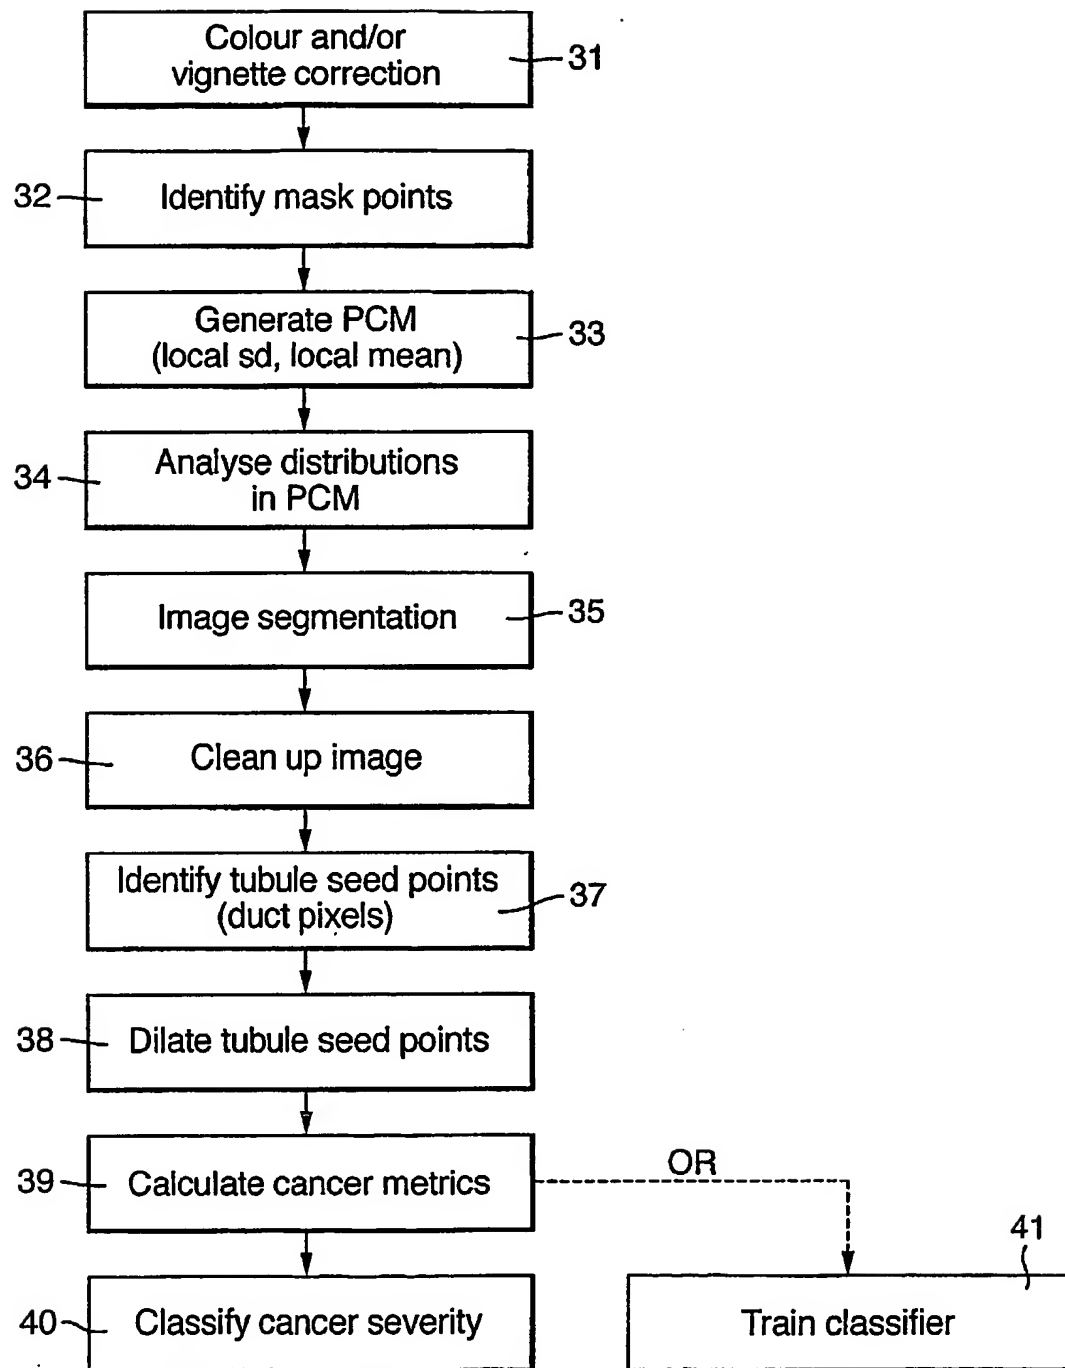 Colour and/or
vignette correction
31
32
Identify mask points
Generate PCM
(local sd, local mean)
33
34
Analyse distributions
in PCM
Image segmentation
35
36
Clean up image
Identify tubule seed points
(duct pixels)
37
38
Dilate tubule seed points
39
Calculate cancer metrics
OR
41
40
Classify cancer severity
Train classifier